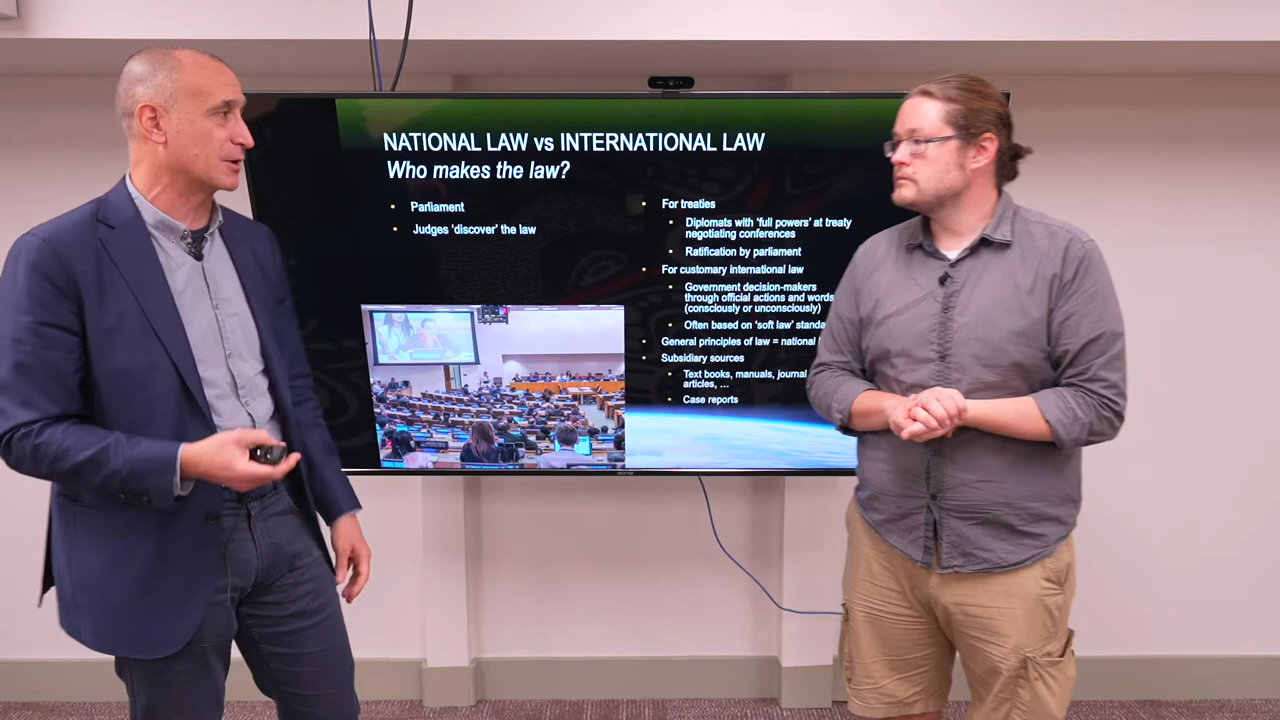 NATIONAL LAW vs INTERNATIONAL LAW
Who makes the law?
Parliament
Judges ‘discover’ the law
For treaties
Diplomats with ‘full powers’ at treaty
negotiating conferences
Ratification by parliament
For customary international law
Government decision-makers
through official actions and words
(consciously or unconsciously)
Often based on ‘soft law’
General principles of law = national
Subsidiary sources
Text books, manuals, journal
articles, ...
Case reports
SONY